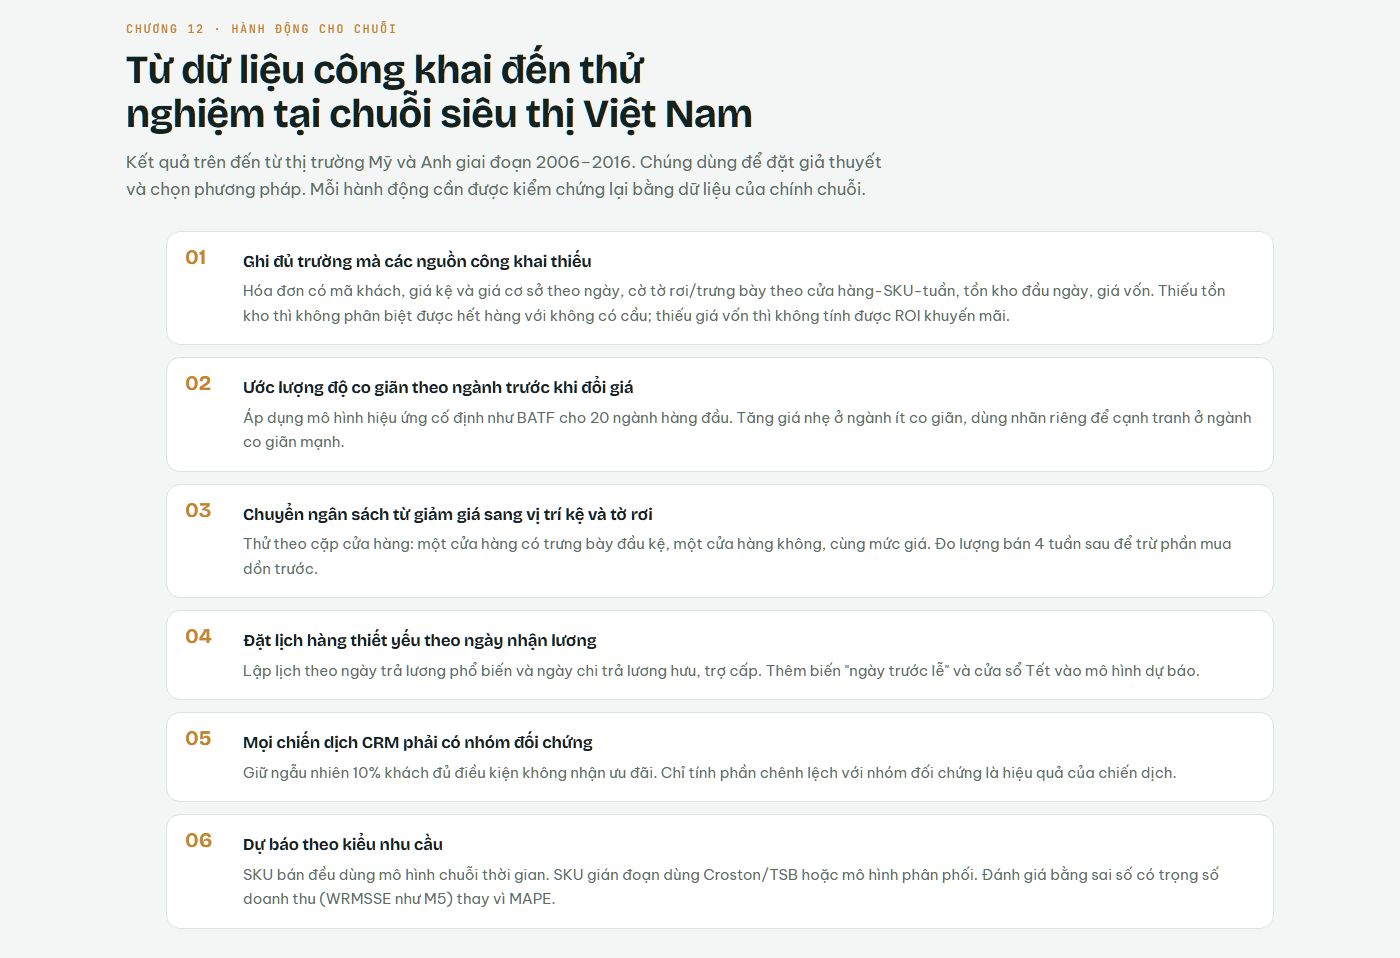 CHƯƠNG 12 · HÀNH ĐỘNG CHO CHUỖI
Từ dữ liệu công khai đến thử
nghiệm tại chuỗi siêu thị Việt Nam
Kết quả trên đến từ thị trường Mỹ và Anh giai đoạn 2006–2016. Chúng dùng để đặt giả thuyết
và chọn phương pháp. Mỗi hành động cần được kiểm chứng lại bằng dữ liệu của chính chuỗi.
01
Ghi đủ trường mà các nguồn công khai thiếu
Hóa đơn có mã khách, giá kệ và giá cơ sở theo ngày, cờ tờ rơi/trưng bày theo cửa hàng-SKU-tuần, tồn kho đầu ngày, giá vốn. Thiếu tồn
kho thì không phân biệt được hết hàng với không có cầu; thiếu giá vốn thì không tính được ROI khuyến mãi.
02
Ước lượng độ co giãn theo ngành trước khi đổi giá
Áp dụng mô hình hiệu ứng cố định như BATF cho 20 ngành hàng đầu. Tăng giá nhẹ ở ngành ít co giãn, dùng nhãn riêng để cạnh tranh ở ngành
co giãn mạnh.
03
Chuyển ngân sách từ giảm giá sang vị trí kệ và tờ rơi
Thử theo cặp cửa hàng: một cửa hàng có trưng bày đầu kệ, một cửa hàng không, cùng mức giá. Đo lượng bán 4 tuần sau để trừ phần mua
dồn trước.
04
Đặt lịch hàng thiết yếu theo ngày nhận lương
Lập lịch theo ngày trả lương phổ biến và ngày chi trả lương hưu, trợ cấp. Thêm biến "ngày trước lễ" và cửa sổ Tết vào mô hình dự báo.
05
Mọi chiến dịch CRM phải có nhóm đối chứng
Giữ ngẫu nhiên 10% khách đủ điều kiện không nhận ưu đãi. Chỉ tính phần chênh lệch với nhóm đối chứng là hiệu quả của chiến dịch.
06
Dự báo theo kiểu nhu cầu
SKU bán đều dùng mô hình chuỗi thời gian. SKU gián đoạn dùng Croston/TSB hoặc mô hình phân phối. Đánh giá bằng sai số có trọng số
doanh thu (WRMSSE như M5) thay vì MAPE.